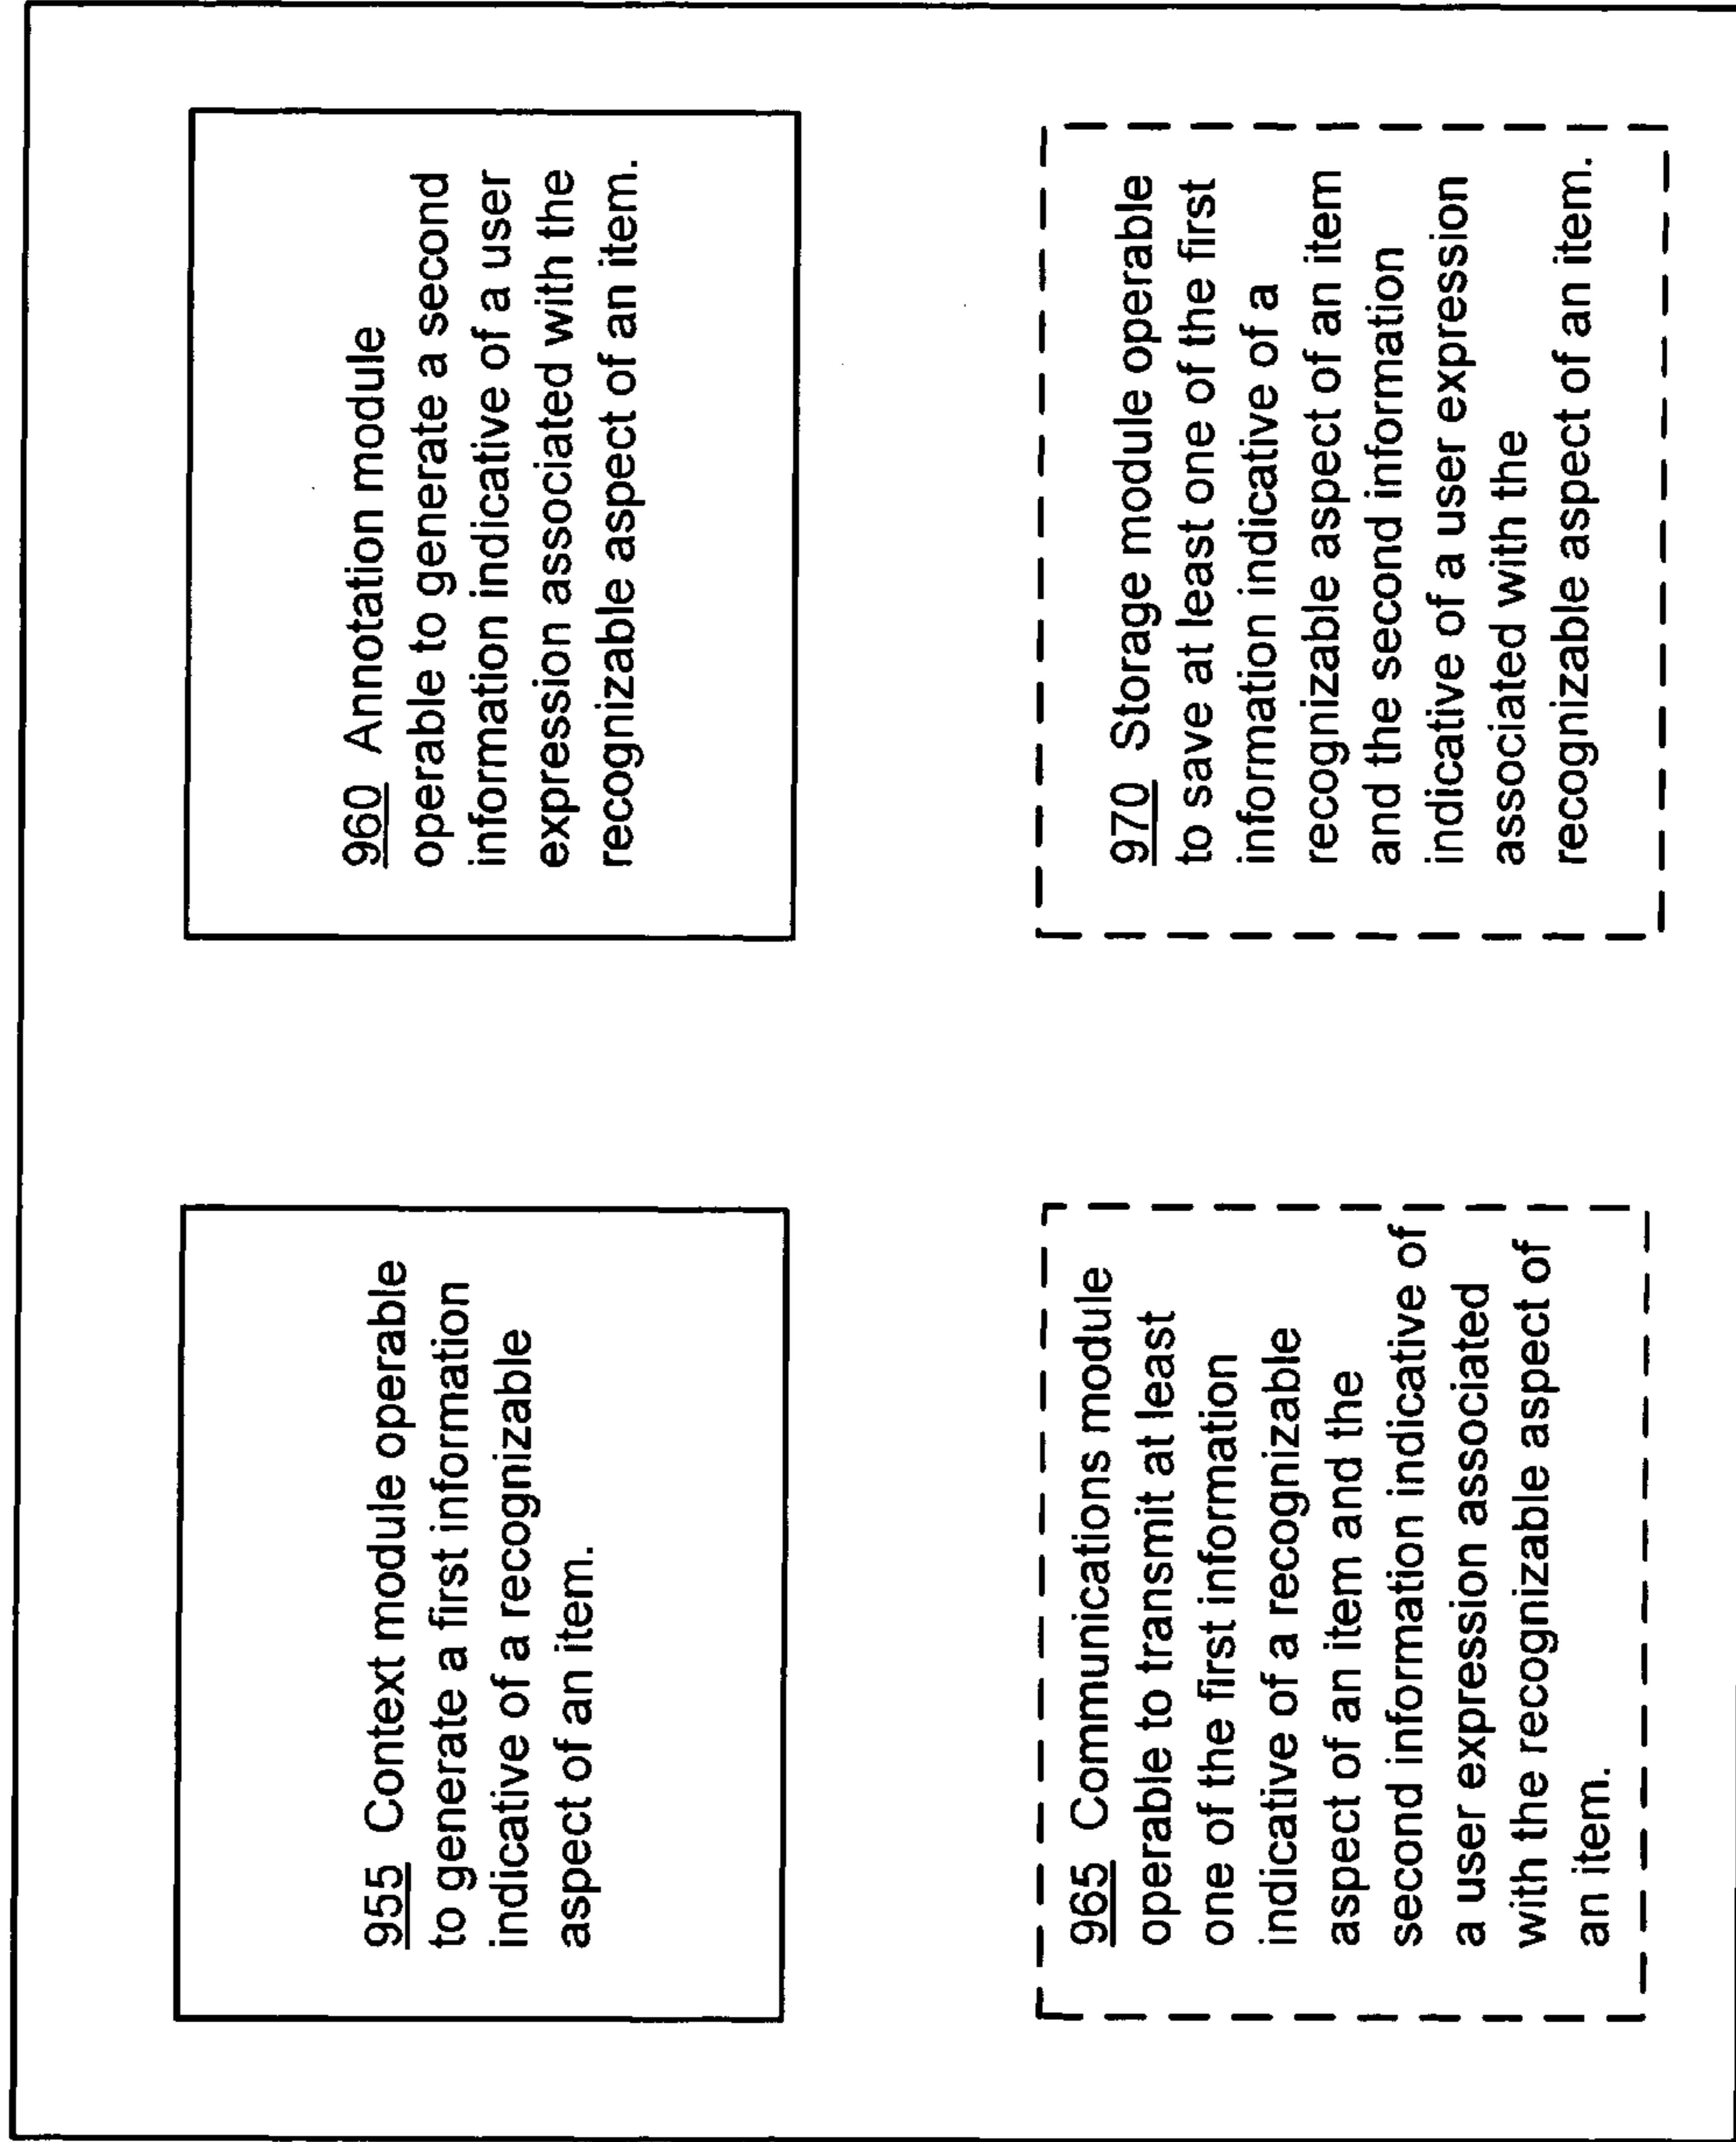 955 Context module operable
to generate a first information
indicative of a recognizable
aspect of an item.
960 Annotation module
operable to generate a second
information indicative of a user
expression associated with the
recognizable aspect of an item.
965 Communications module
operable to transmit at least
one of the first information
indicative of a recognizable
aspect of an item and the
second information indicative of
a user expression associated
with the recognizable aspect of
an item.
970 Storage module operable
to save at least one of the first
information indicative of a
recognizable aspect of an item
and the second information
indicative of a user expression
associated with the
recognizable aspect of an item.